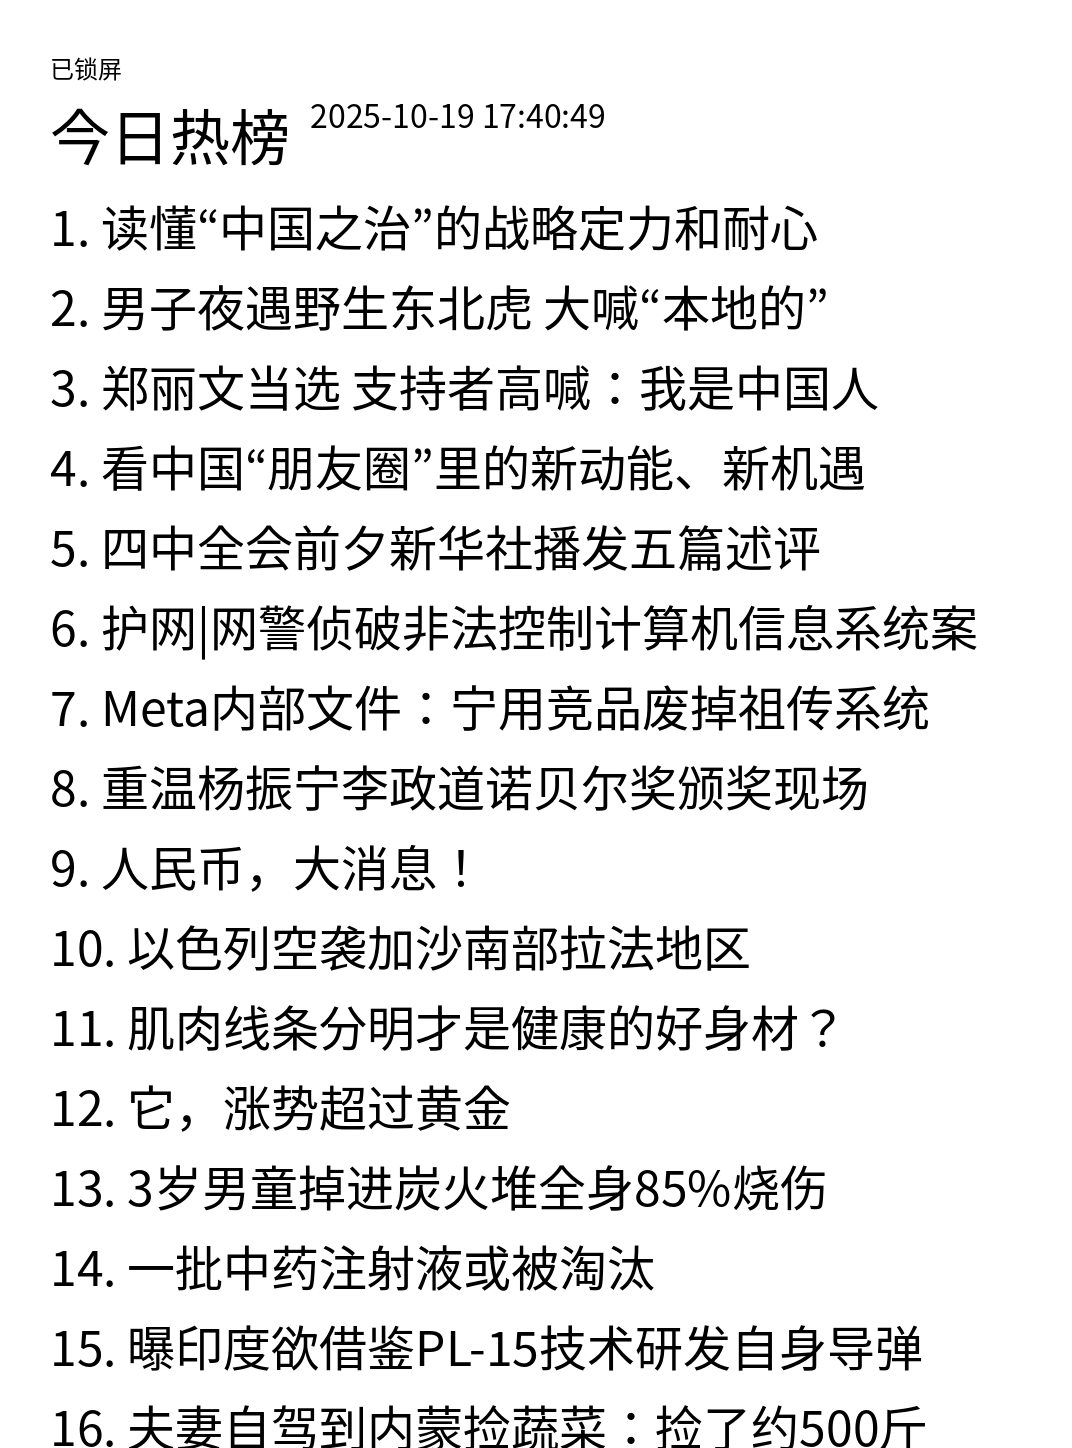 已锁屏
今日热榜 2025-10-19 17:40:49
1. 读懂“中国之治”的战略定力和耐心
2. 男子夜遇野生东北虎 大喊“本地的”
3. 郑丽文当选 支持者高喊：我是中国人
4. 看中国“朋友圈”里的新动能、新机遇
5. 四中全会前夕新华社播发五篇述评
6. 护网|网警侦破非法控制计算机信息系统案
7. Meta内部文件：宁用竞品废掉祖传系统
8. 重温杨振宁李政道诺贝尔奖颁奖现场
9. 人民币，大消息！
10. 以色列空袭加沙南部拉法地区
11. 肌肉线条分明才是健康的好身材？
12. 它，涨势超过黄金
13. 3岁男童掉进炭火堆全身85%烧伤
14. 一批中药注射液或被淘汰
15. 曝印度欲借鉴PL-15技术研发自身导弹
16. 夫妻自驾到内蒙捡蔬菜：捡了约500斤